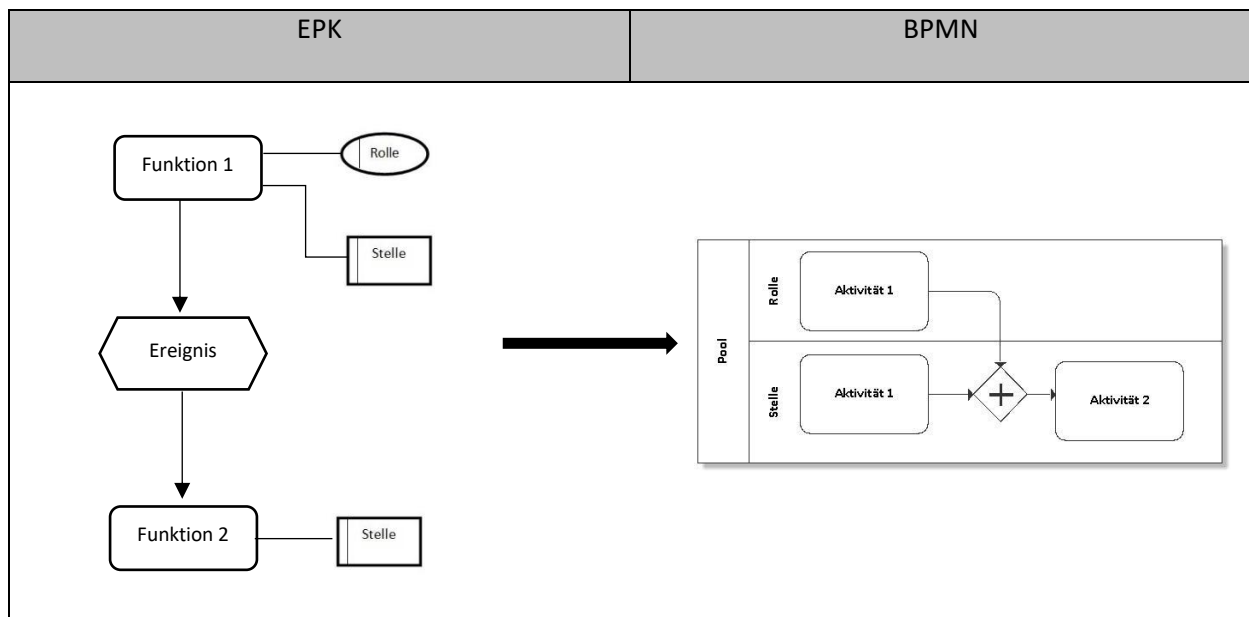 EPK
BPMN
Funktion 1
Rolle
Stelle
Ereignis
Funktion 2
Stelle
Pool
Rolle
Aktivität 1
Stelle
Aktivität 1
Aktivität 2